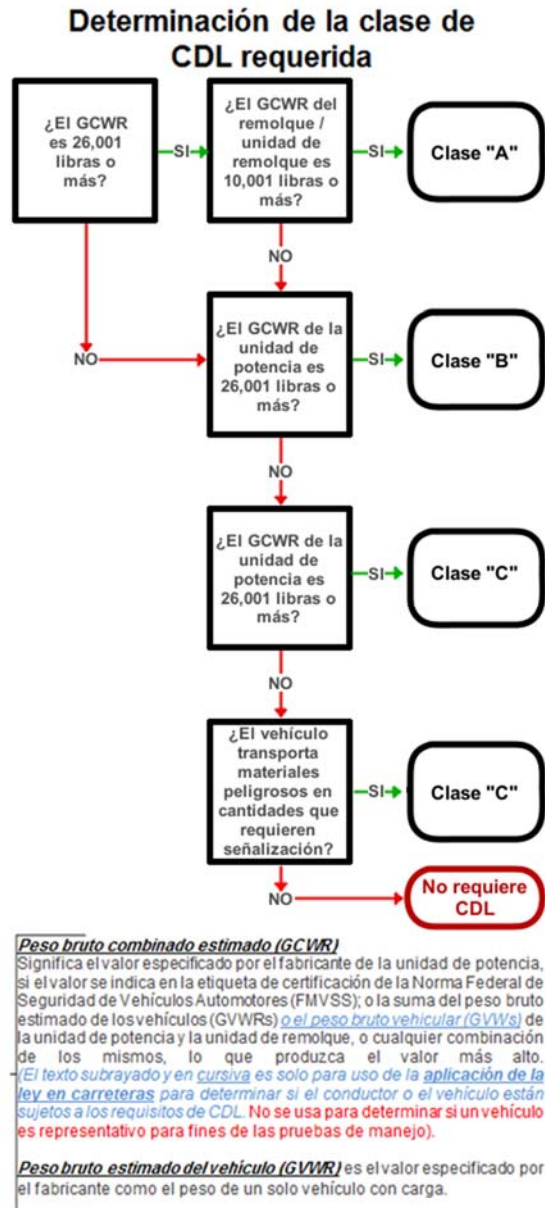 Determinación de la clase de
CDL requerida
¿El GCWR
es 26,001
libras o
más?
SI
¿El GCWR del
remolque /
unidad de
remolque es
10,001 libras o
más?
SI
Clase "A"
NO
NO
¿El GCWR de la
unidad de
potencia es
26,001 libras o
más?
SI
Clase "B"
NO
¿El GCWR de la
unidad de
potencia es
26,001 libras o
más?
SI
Clase "C"
NO
¿El vehículo
transporta
materiales
peligrosos en
cantidades que
requieren
señalización?
SI
Clase "C"
NO
No requiere
CDL
Peso bruto combinado estimado (GCWR)
Significa el valor especificado por el fabricante de la unidad de potencia,
si el valor se indica en la etiqueta de certificación de la Norma Federal de
Seguridad de Vehículos Automotores (FMVSS); o la suma del peso bruto
estimado de los vehículos (GVWRs) o el peso bruto vehicular (GVWs) de
la unidad de potencia y la unidad de remolque, o cualquier combinación
de los mismos, lo que produzca el valor más alto.
(El texto subrayado y en cursiva es solo para uso de la aplicación de la
ley en carreteras para determinar si el conductor o el vehículo están
sujetos a los requisitos de CDL. No se usa para determinar si un vehículo
es representativo para fines de las pruebas de manejo).
Peso bruto estimado del vehículo (GVWR) es el valor especificado por
el fabricante como el peso de un solo vehículo con carga.